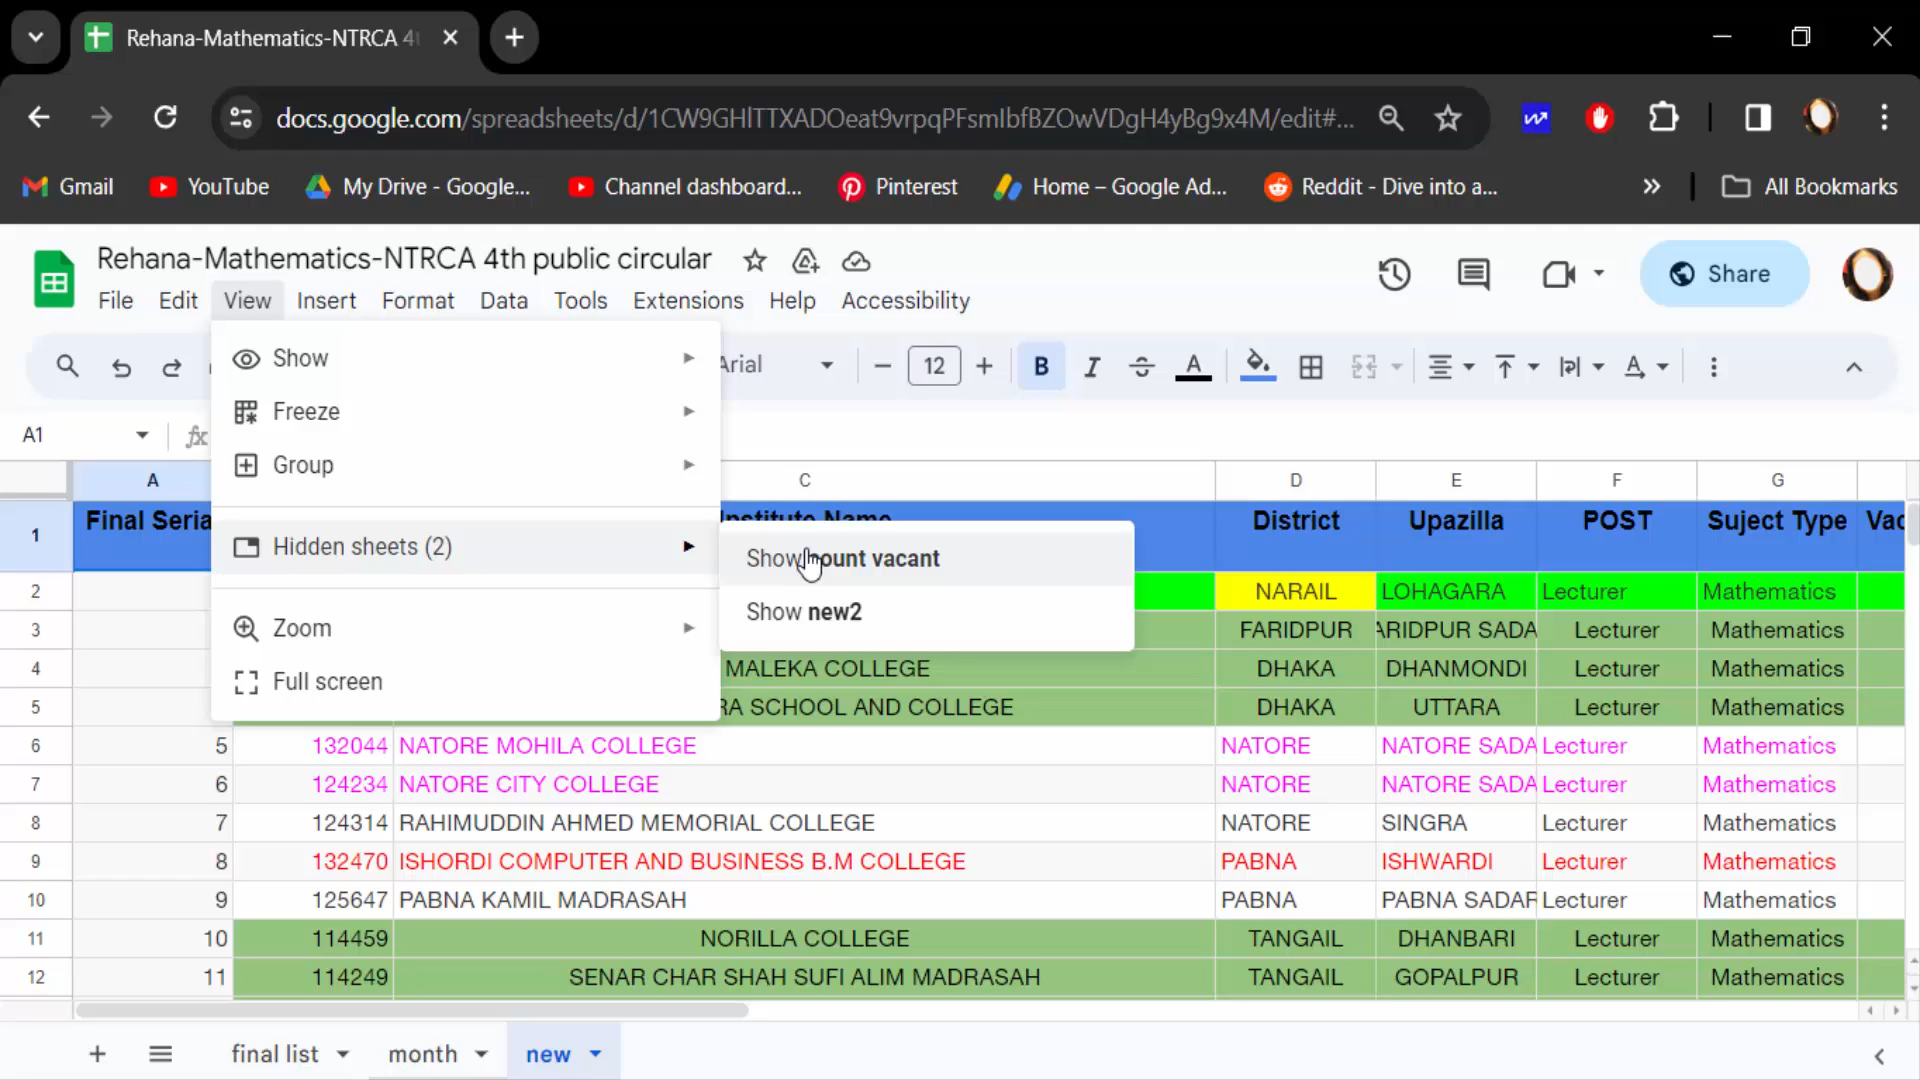 Rehana-Mathematics-NTRCA 4
docs.google.com/spreadsheets/d/1CW9GHlTTXADOeat9vrpqPFsmIbfBZOwVDgH4yBg9x4M/edit#...
Gmail YouTube My Drive - Google... Channel dashboard... Pinterest Home – Google Ad... Reddit - Dive into a... » All Bookmarks
Rehana-Mathematics-NTRCA 4th public circular
Share
File Edit View Insert Format Data Tools Extensions Help Accessibility
Show
Arial 12 B I A
Freeze
A1 fx
Group
A C D E F G
1 Final Seria Institute Name District Upazilla POST Suject Type Vac
Hidden sheets (2)
Show count vacant
Show new2
Zoom
Full screen
2 NARAIL LOHAGARA Lecturer Mathematics
3 FARIDPUR ARIDPUR SADA Lecturer Mathematics
4 MALEKA COLLEGE DHAKA DHANMONDI Lecturer Mathematics
5 RA SCHOOL AND COLLEGE DHAKA UTTARA Lecturer Mathematics
6 5 132044 NATORE MOHILA COLLEGE NATORE NATORE SADA Lecturer Mathematics
7 6 124234 NATORE CITY COLLEGE NATORE NATORE SADA Lecturer Mathematics
8 7 124314 RAHIMUDDIN AHMED MEMORIAL COLLEGE NATORE SINGRA Lecturer Mathematics
9 8 132470 ISHORDI COMPUTER AND BUSINESS B.M COLLEGE PABNA ISHWARDI Lecturer Mathematics
10 9 125647 PABNA KAMIL MADRASAH PABNA PABNA SADAR Lecturer Mathematics
11 10 114459 NORILLA COLLEGE TANGAIL DHANBARI Lecturer Mathematics
12 11 114249 SENAR CHAR SHAH SUFI ALIM MADRASAH TANGAIL GOPALPUR Lecturer Mathematics
final list month new